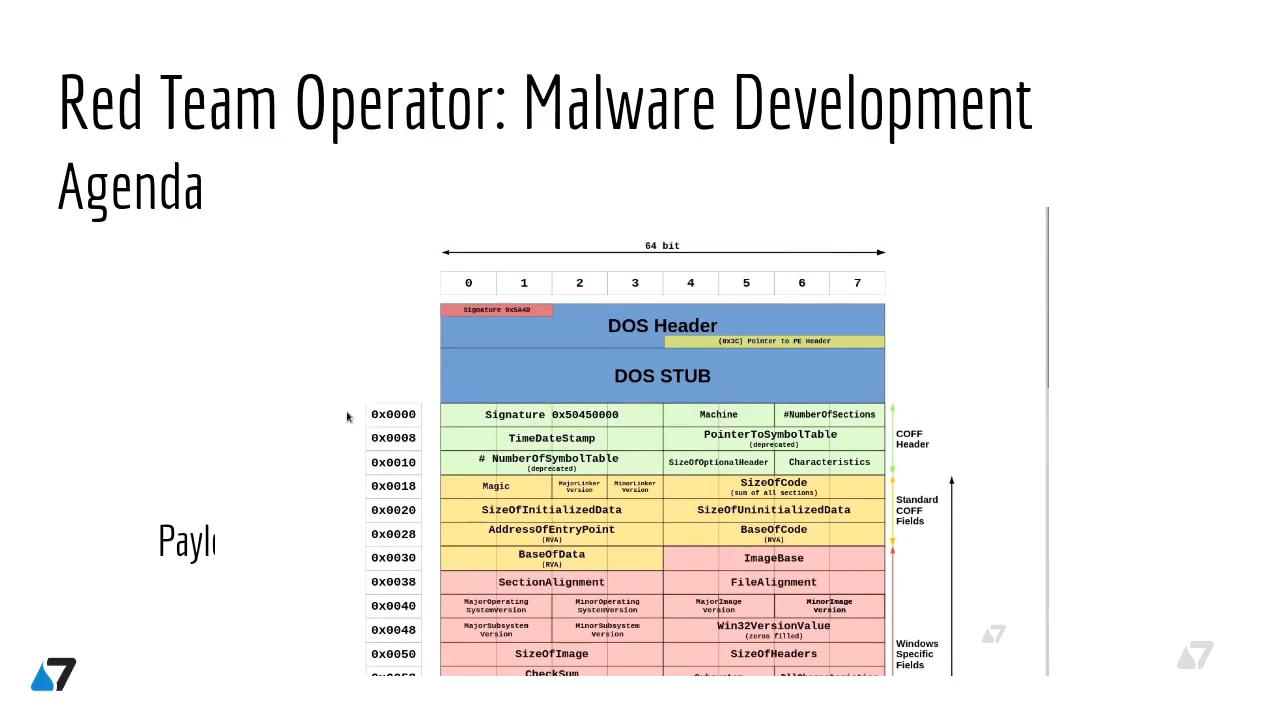 Red Team Operator: Malware Development
Agenda
64 bit
0 1 2 3 4 5 6 7
Signature 0x5A4D
DOS Header
(0x3C) Pointer to PE Header
DOS STUB
0x0000 Signature 0x50450000 Machine #NumberOfSections
0x0008 TimeDateStamp PointerToSymbolTable
(deprecated)
COFF
Header
0x0010 # NumberOfSymbolTable
(deprecated)
SizeOfOptionalHeader Characteristics
0x0018 Magic MajorLinker
Version
MinorLinker
Version
SizeOfCode
(sum of all sections)
0x0020 SizeOfInitializedData SizeOfUninitializedData
Standard
COFF
Fields
0x0028 AddressOfEntryPoint
(RVA)
BaseOfCode
(RVA)
0x0030 BaseOfData
(RVA)
ImageBase
0x0038 SectionAlignment FileAlignment
0x0040 MajorOperating
SystemVersion
MinorOperating
SystemVersion
MajorImage
Version
MinorImage
Version
0x0048 MajorSubsystem
Version
MinorSubsystem
Version
Win32VersionValue
(zeros filled)
0x0050 SizeOfImage SizeOfHeaders
Windows
Specific
Fields
CheckSum
7